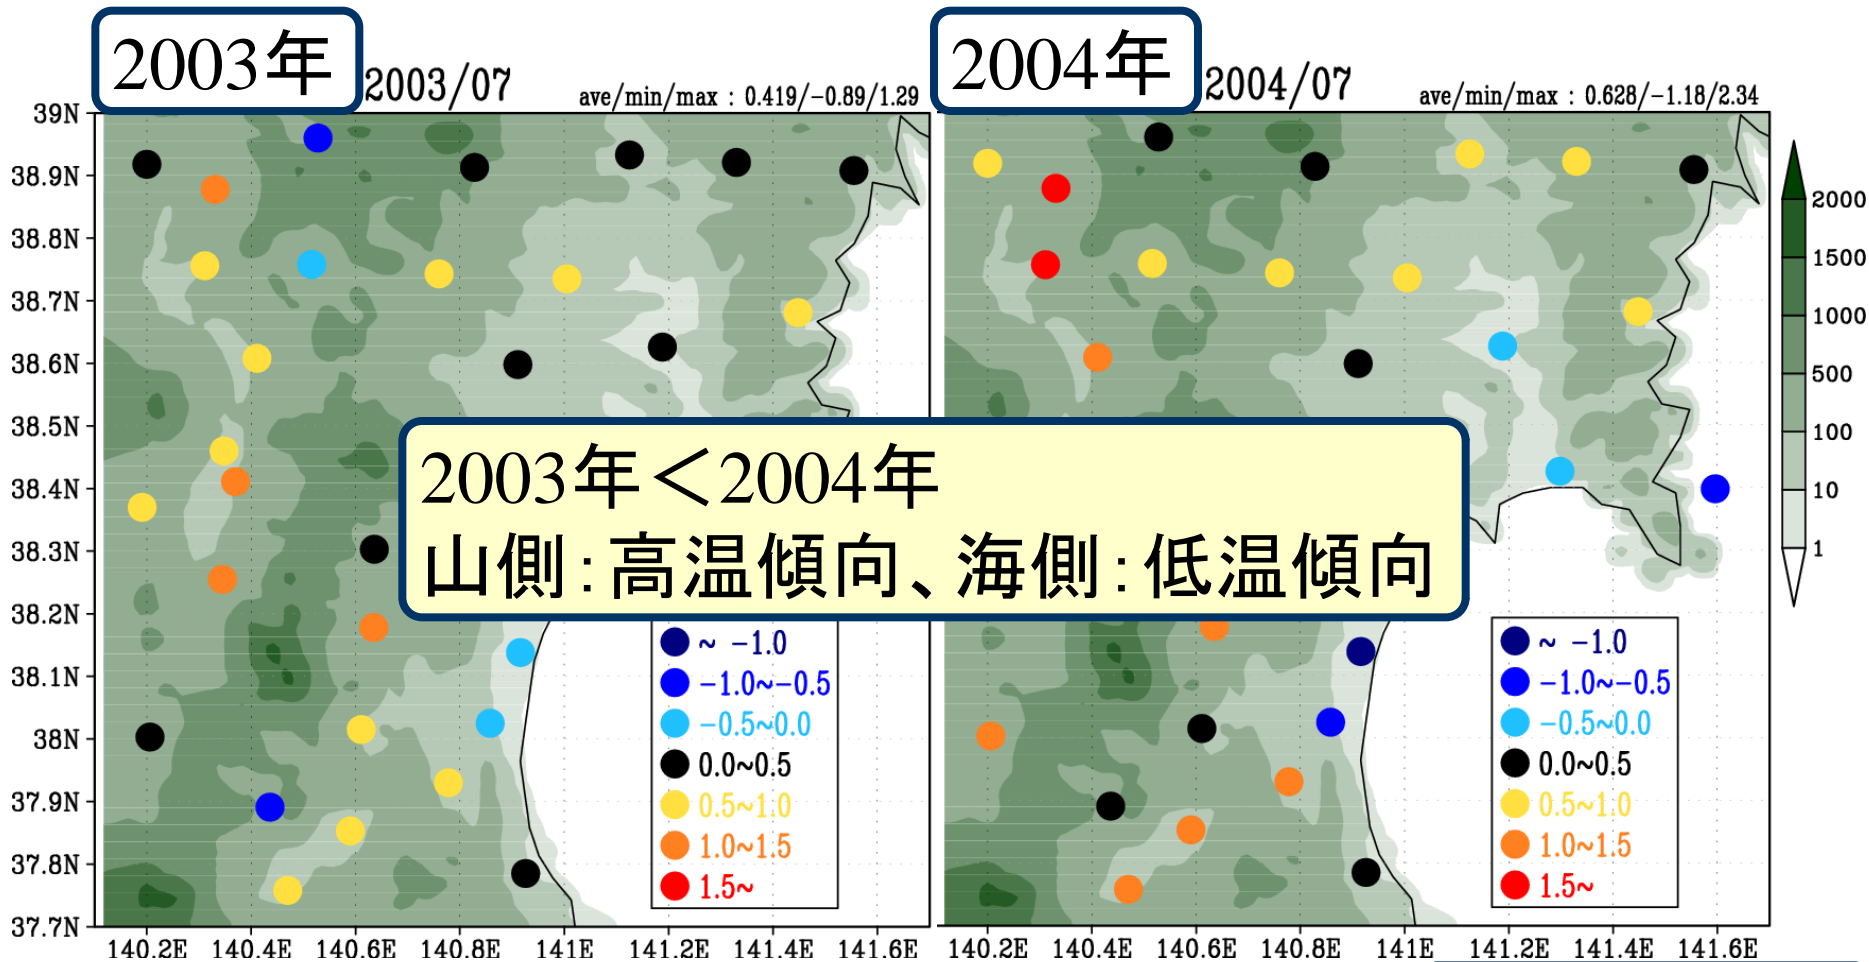 2003年
2003/07
ave/min/max : 0.419/-0.89/1.29
39N
38.9N
38.8N
38.7N
38.6N
38.5N
38.4N
38.3N
38.2N
38.1N
38N
37.9N
37.8N
37.7N
140.2E 140.4E 140.6E 140.8E 141E 141.2E 141.4E 141.6E
~ -1.0
-1.0~-0.5
-0.5~0.0
0.0~0.5
0.5~1.0
1.0~1.5
1.5~
2004年
2004/07
ave/min/max : 0.628/-1.18/2.34
140.2E 140.4E 140.6E 140.8E 141E 141.2E 141.4E 141.6E
~ -1.0
-1.0~-0.5
-0.5~0.0
0.0~0.5
0.5~1.0
1.0~1.5
1.5~
2000
1500
1000
500
100
10
1
2003年＜2004年
山側：高温傾向、海側：低温傾向